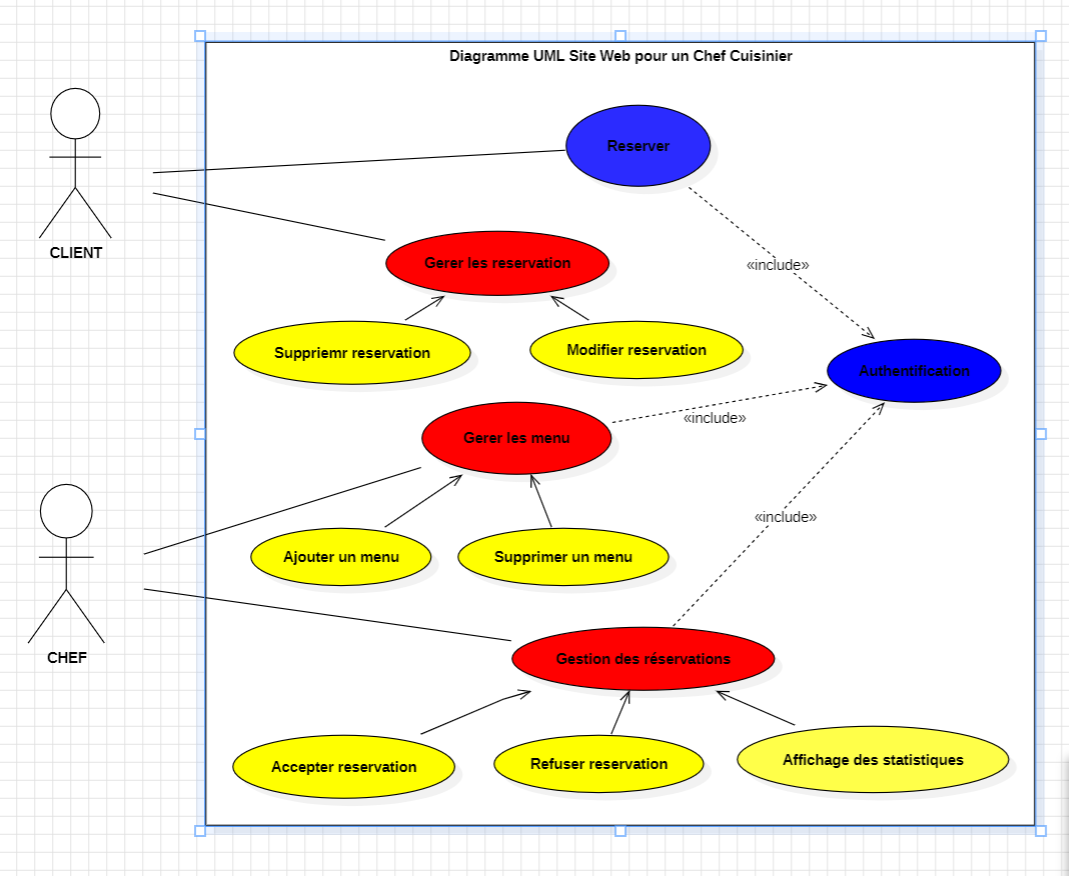 Diagramme UML Site Web pour un Chef Cuisinier
Reserver
CLIENT
«include»
Gerer les reservation
Suppriemr reservation
Modifier reservation
Authentification
«include»
Gerer les menu
«include»
Ajouter un menu
Supprimer un menu
CHEF
Gestion des réservations
Accepter reservation
Refuser reservation
Affichage des statistiques